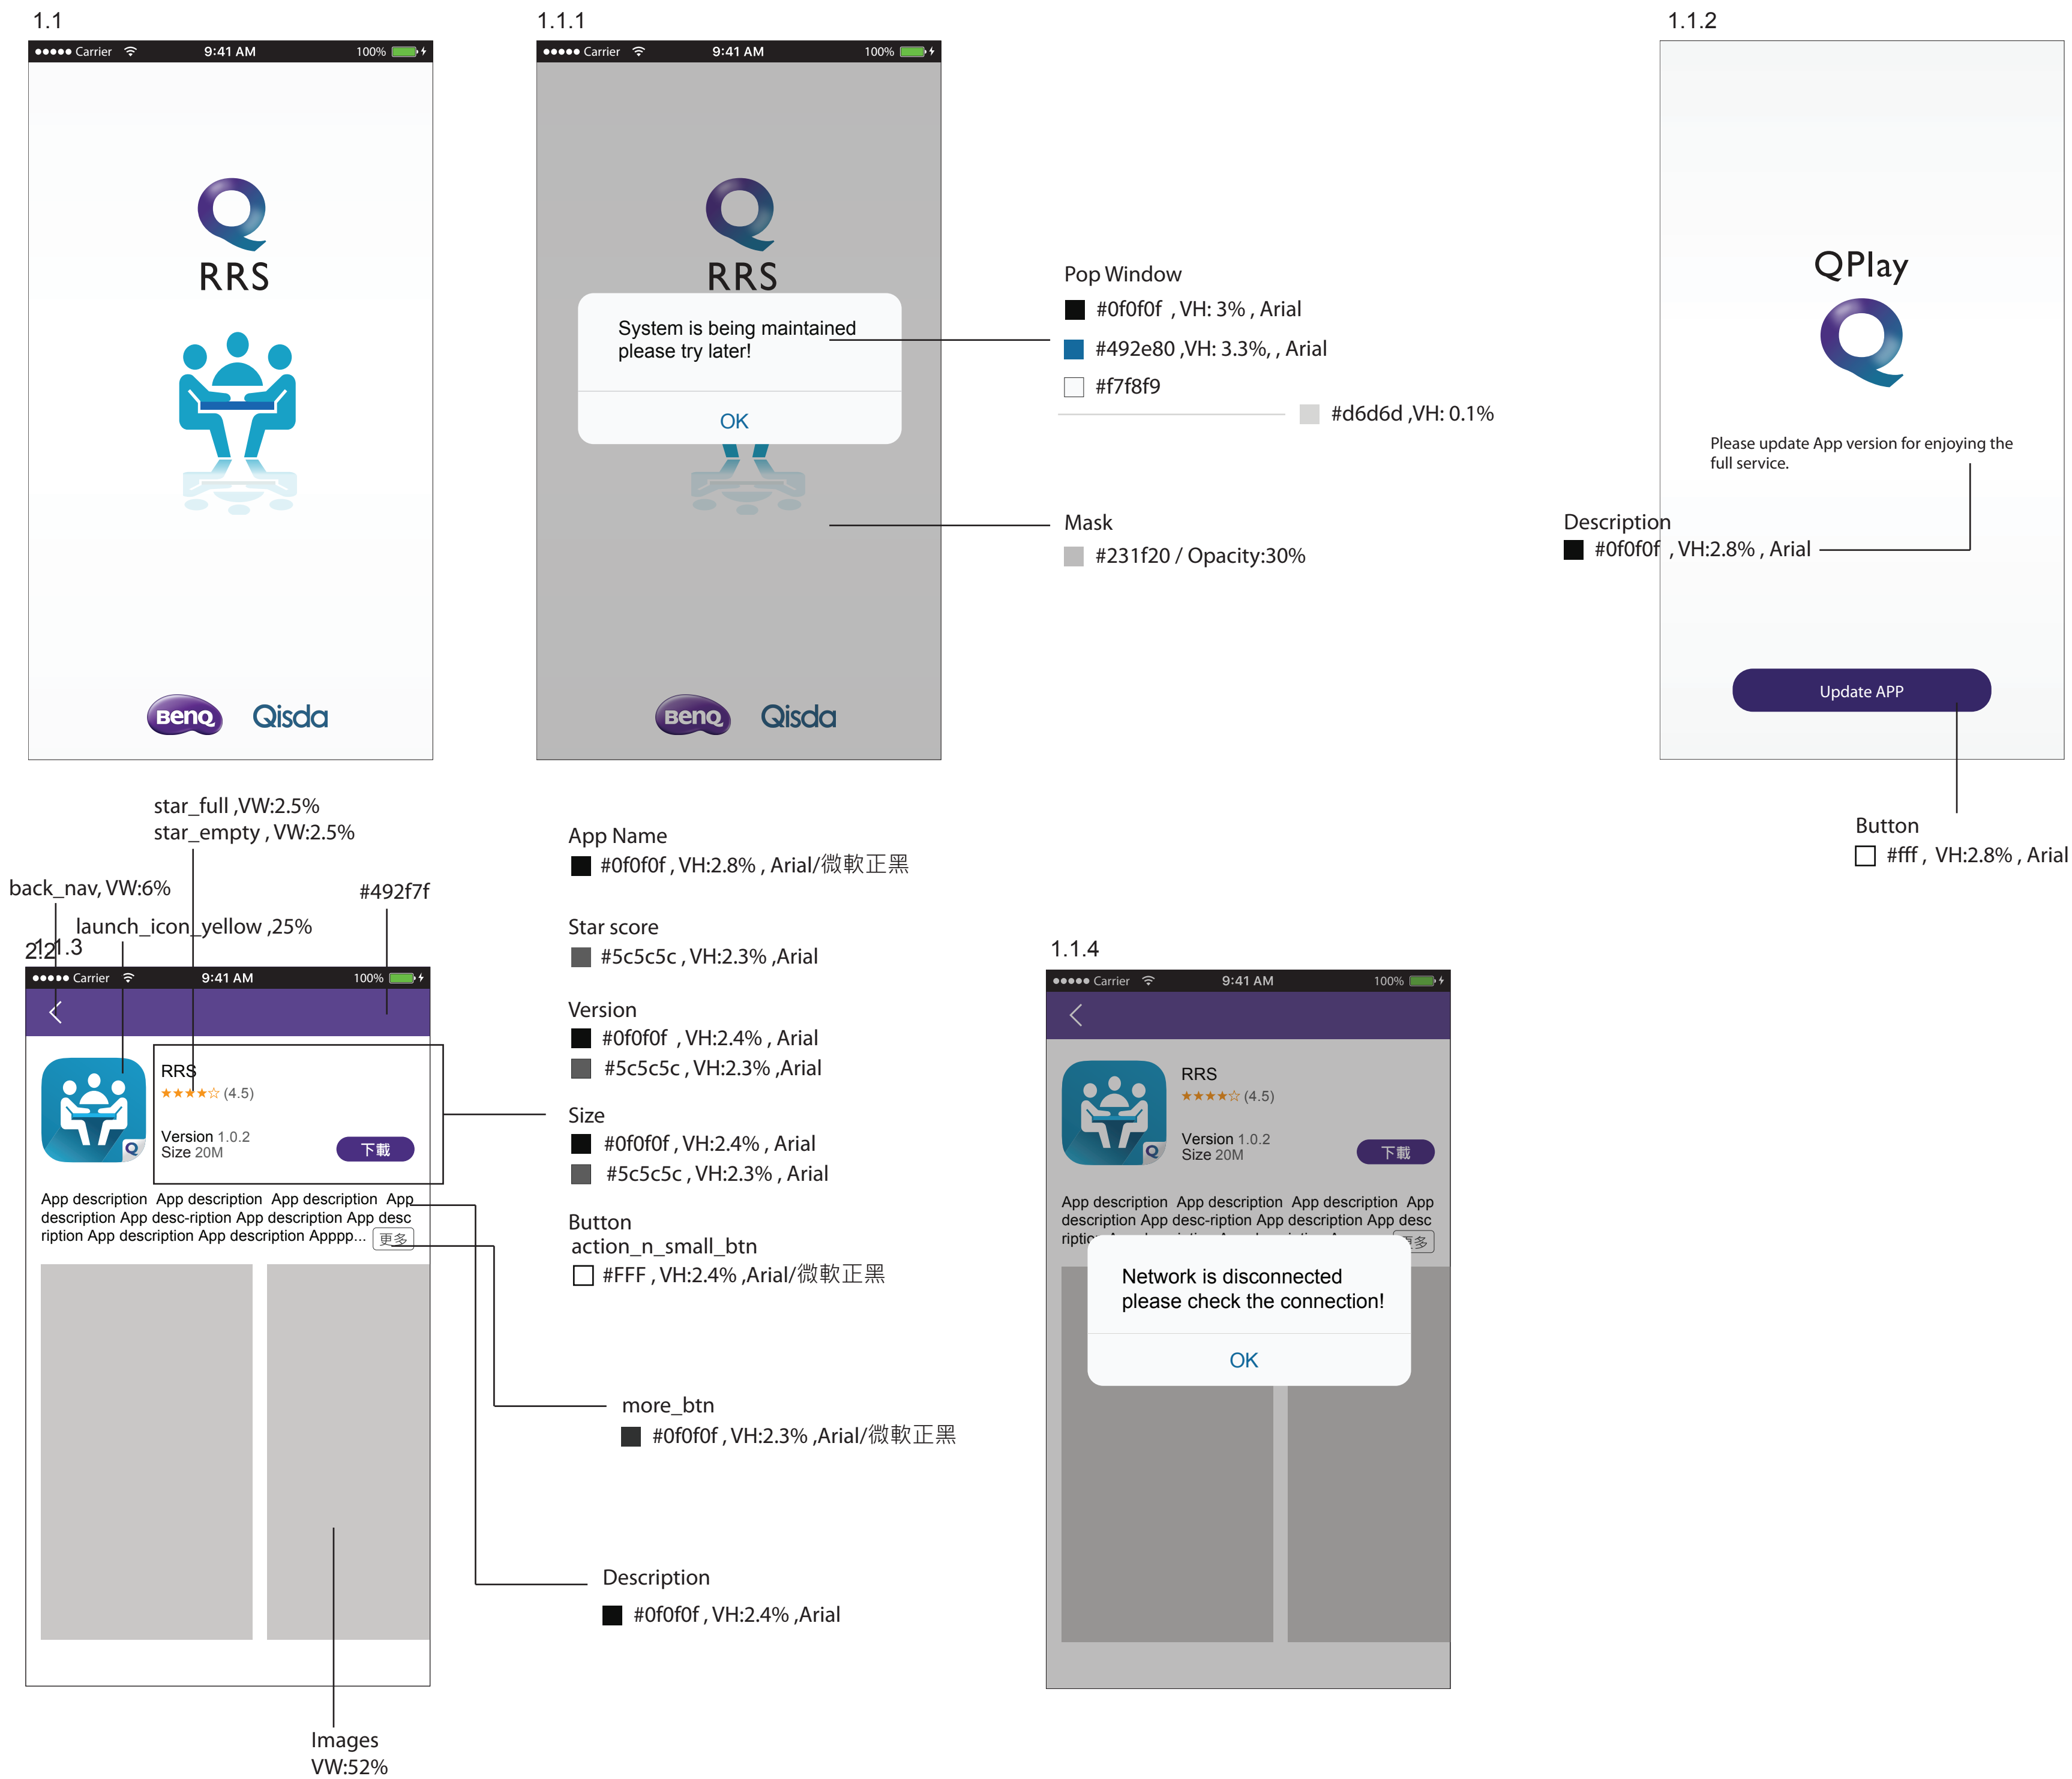 1.1
●●●●● Carrier 9:41 AM 100%
Q
RRS
BenQ Qisda
1.1.1
●●●●● Carrier 9:41 AM 100%
Q
RRS
System is being maintained
please try later!
OK
BenQ Qisda
Pop Window
#0f0f0f , VH: 3% , Arial
#492e80 ,VH: 3.3%, , Arial
#f7f8f9
#d6d6d ,VH: 0.1%
Mask
#231f20 / Opacity:30%
1.1.2
QPlay
Q
Please update App version for enjoying the
full service.
Description
#0f0f0f , VH:2.8% , Arial
Update APP
Button
#fff , VH:2.8% , Arial
star_full ,VW:2.5%
star_empty , VW:2.5%
back_nav, VW:6%
#492f7f
launch_icon_yellow ,25%
2.2
1.1.3
●●●●● Carrier 9:41 AM 100%
RRS
★★★★☆ (4.5)
Version 1.0.2
Size 20M
下載
Q
App description App description App description App
description App desc-ription App description App desc
ription App description App description Apppp... 更多
Images
VW:52%
App Name
#0f0f0f , VH:2.8% , Arial/微軟正黑
Star score
#5c5c5c , VH:2.3% ,Arial
Version
#0f0f0f , VH:2.4% , Arial
#5c5c5c , VH:2.3% ,Arial
Size
#0f0f0f , VH:2.4% , Arial
#5c5c5c , VH:2.3% , Arial
Button
action_n_small_btn
#FFF , VH:2.4% ,Arial/微軟正黑
more_btn
#0f0f0f , VH:2.3% ,Arial/微軟正黑
Description
#0f0f0f , VH:2.4% ,Arial
1.1.4
●●●●● Carrier 9:41 AM 100%
RRS
★★★★☆ (4.5)
Version 1.0.2
Size 20M
下載
Q
App description App description App description App
description App desc-ription App description App desc
多
Network is disconnected
please check the connection!
OK